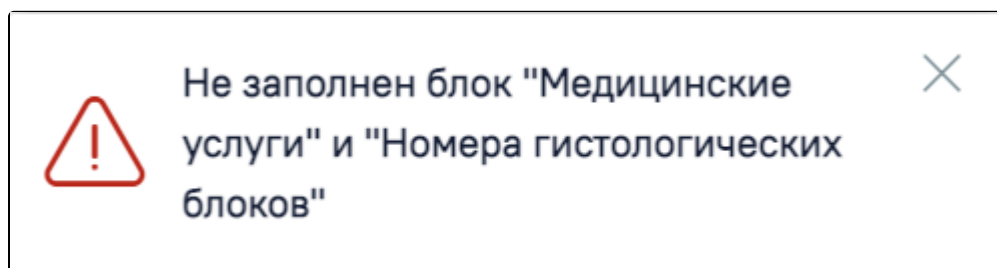 Не заполнен блок "Медицинские
услуги" и "Номера гистологических
блоков"